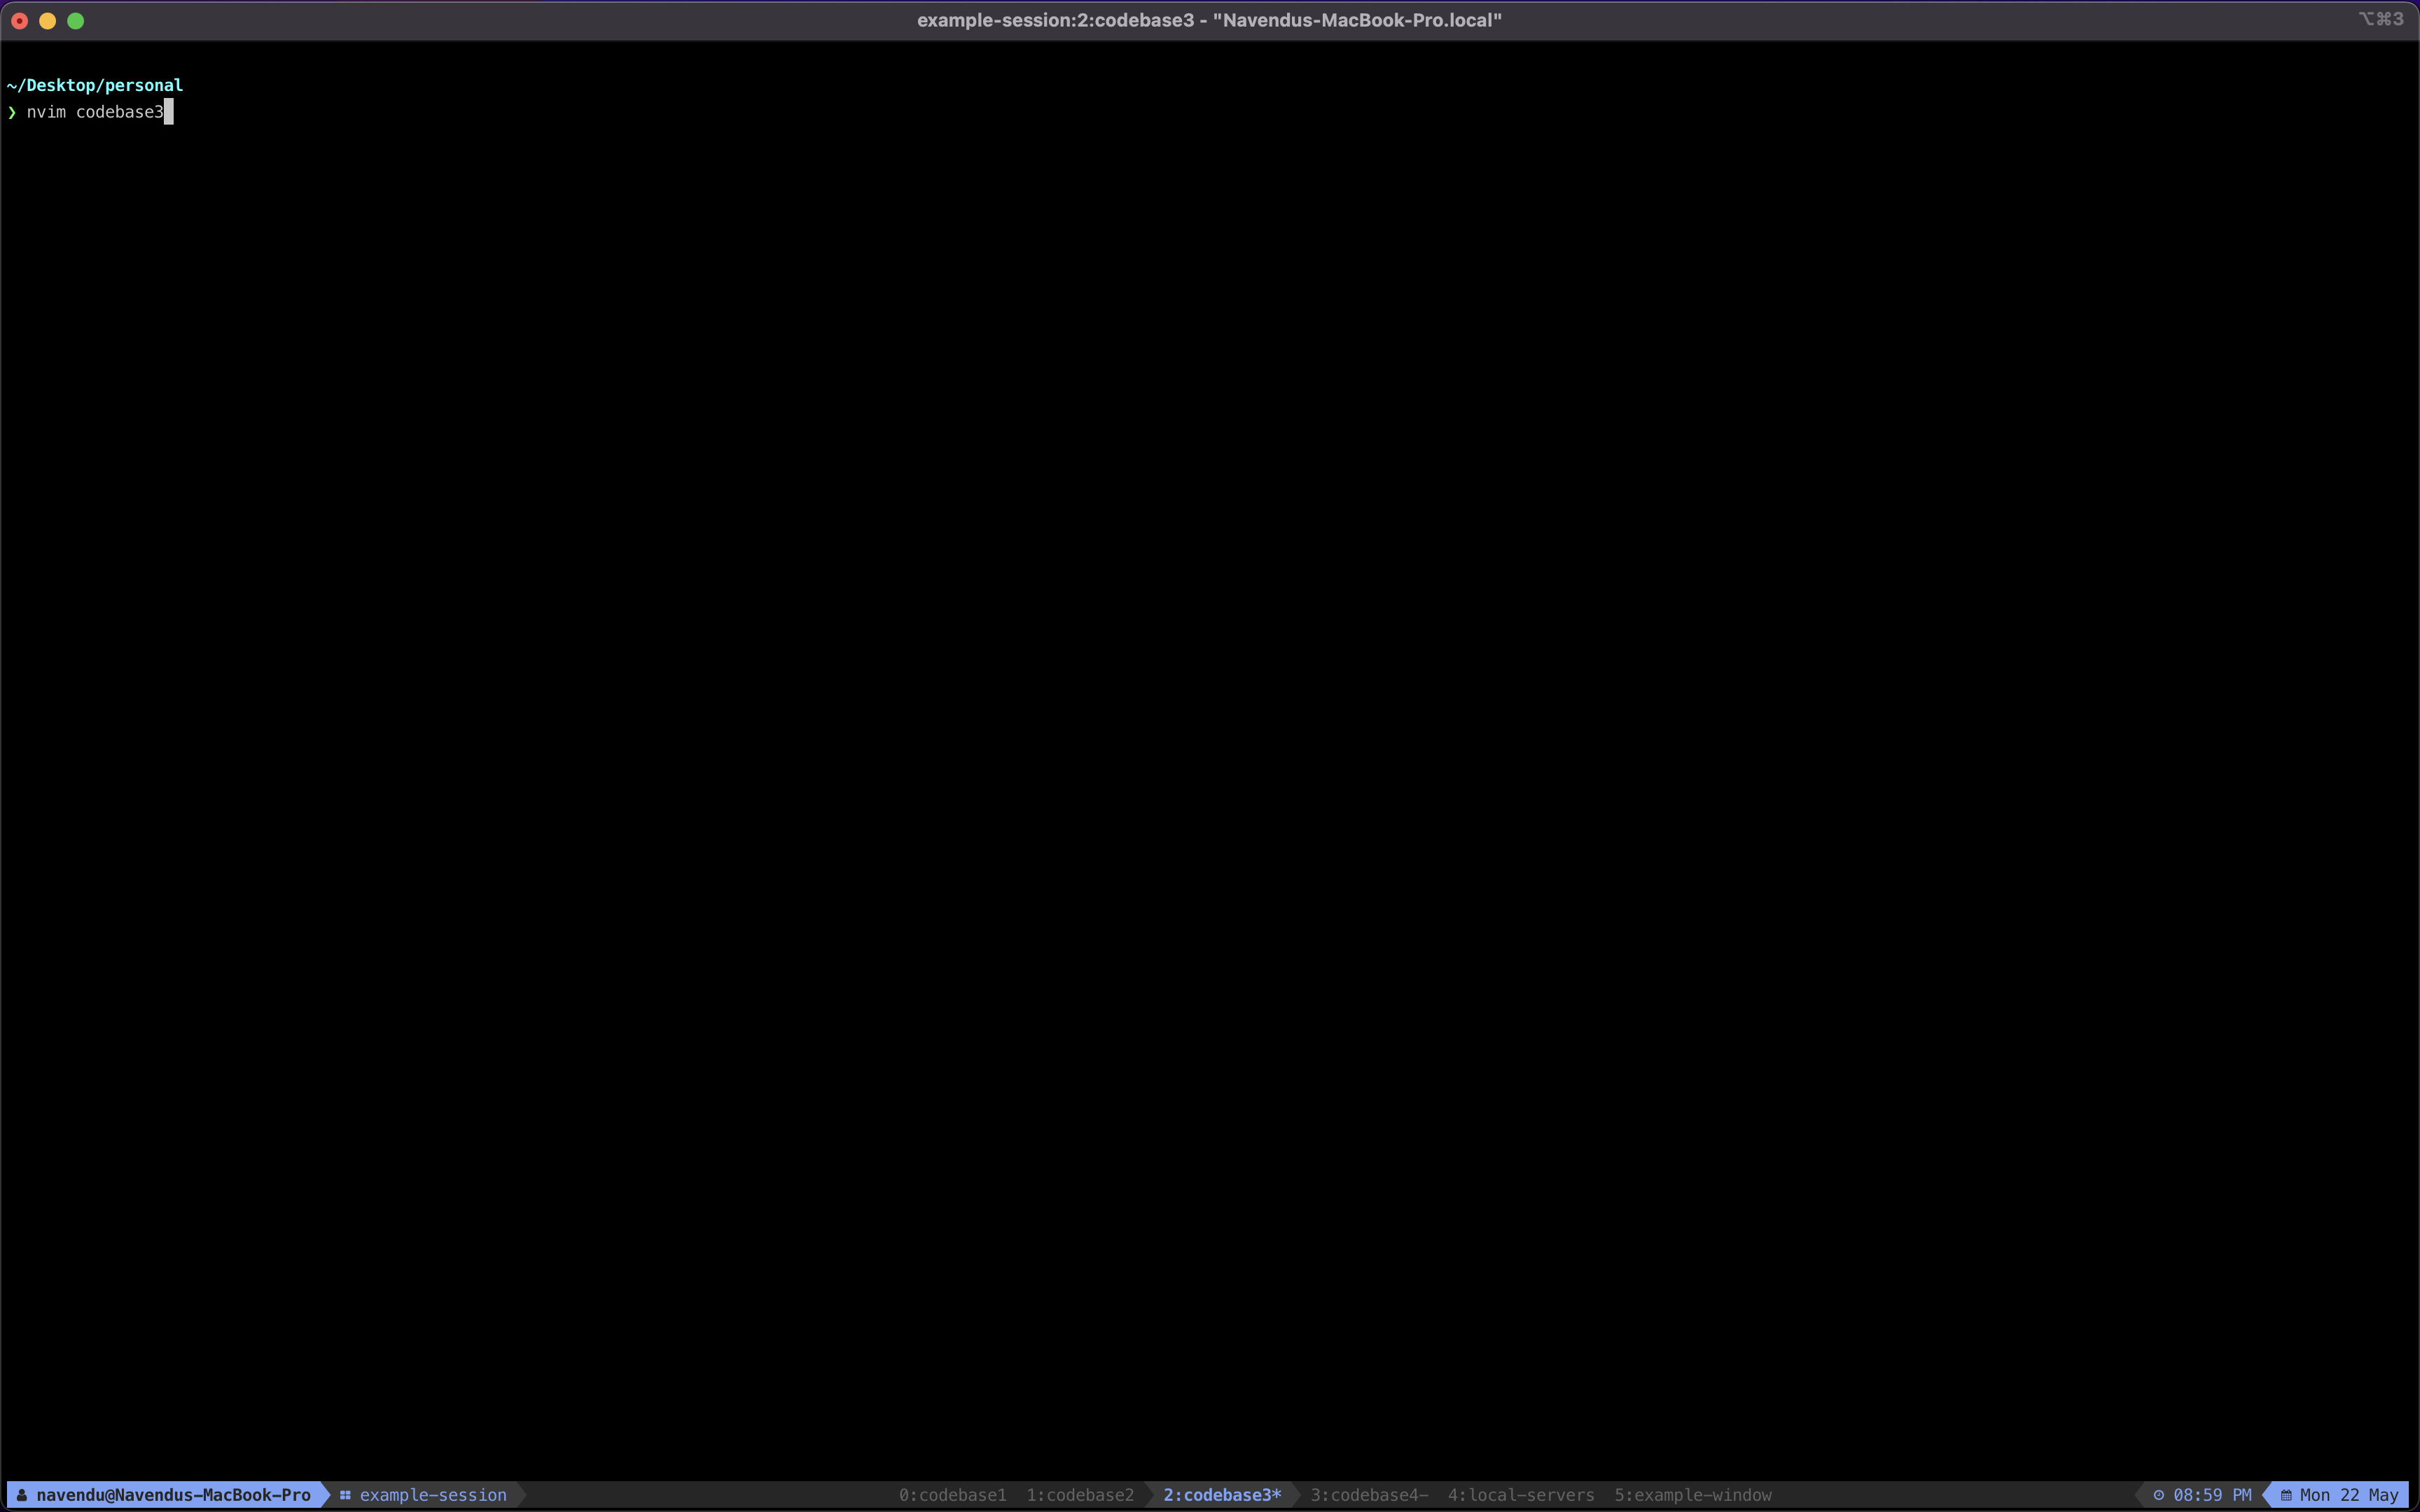 example-session:2:codebase3 - "Navendus-MacBook-Pro.local"
⌥⌘3
~/Desktop/personal
❯ nvim codebase3
navendu@Navendus-MacBook-Pro example-session 0:codebase1 1:codebase2 2:codebase3* 3:codebase4- 4:local-servers 5:example-window 08:59 PM Mon 22 May